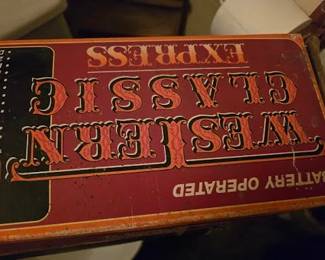 BATTERY OPERATED
WESTERN
CLASSIC
EXPRESS